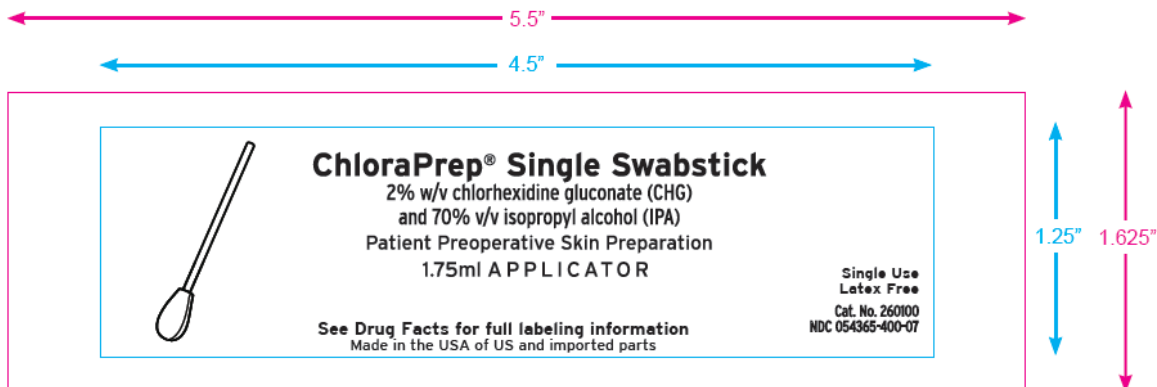 5.5”
4.5”
ChloraPrep® Single Swabstick
2% w/v chlorhexidine gluconate (CHG)
and 70% v/v isopropyl alcohol (IPA)
Patient Preoperative Skin Preparation
1.75ml APPLICATOR
See Drug Facts for full labeling information
Made in the USA of US and imported parts
Single Use
Latex Free
Cat. No. 260100
NDC 054365-400-07
1.25”
1.625”